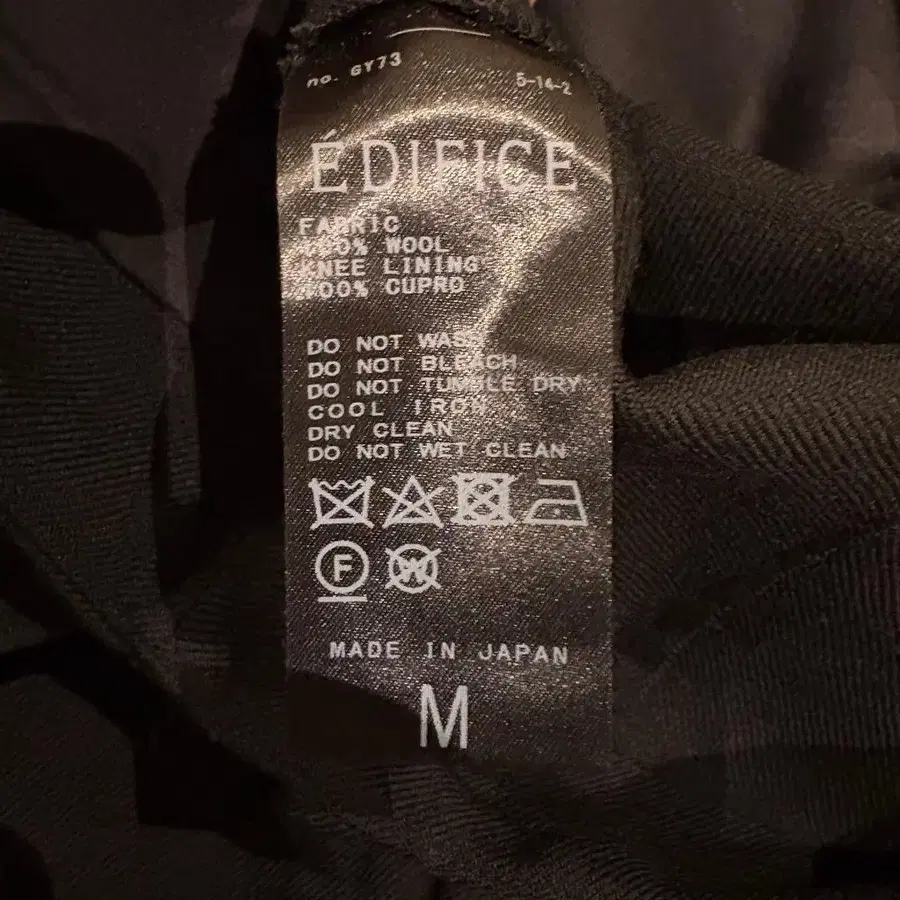 no. GY73 5-14-2
ÉDIFICE
FABRIC
100% WOOL
KNEE LINING
100% CUPRO
DO NOT WASH
DO NOT BLEACH
DO NOT TUMBLE DRY
COOL IRON
DRY CLEAN
DO NOT WET CLEAN
F W
MADE IN JAPAN
M